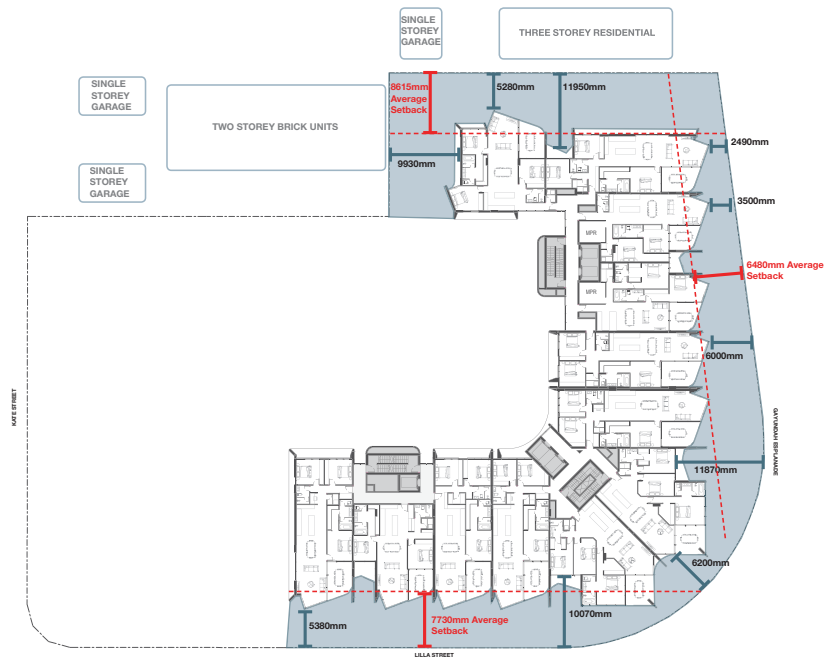 SINGLE
STOREY
GARAGE
THREE STOREY RESIDENTIAL
SINGLE
STOREY
GARAGE
TWO STOREY BRICK UNITS
SINGLE
STOREY
GARAGE
8615mm
Average
Setback
5280mm
11950mm
9930mm
2490mm
3500mm
MPR
MPR
6480mm Average
Setback
6000mm
KATE STREET
GAYUNDAH ESPLANADE
11870mm
6200mm
10070mm
5380mm
7730mm Average
Setback
LILLA STREET